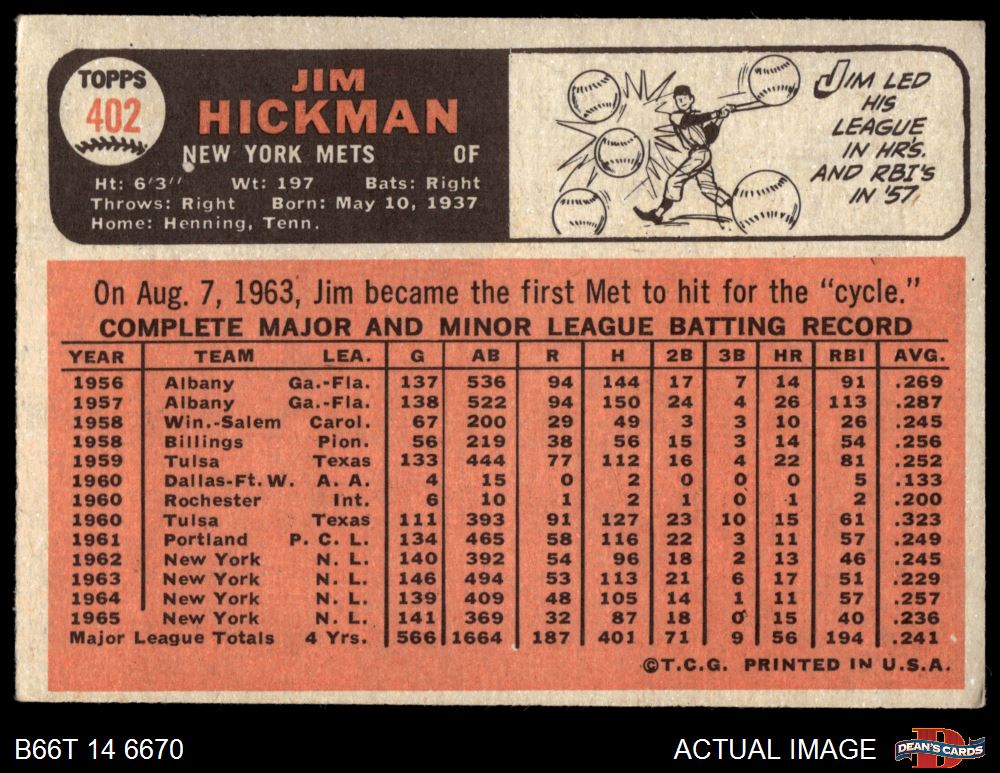 TOPPS
402
JIM
HICKMAN
NEW YORK METS OF
Ht: 6'3" Wt: 197 Bats: Right
Throws: Right Born: May 10, 1937
Home: Henning, Tenn.
JIM LED
HIS
LEAGUE
IN HR'S.
AND RBI'S
IN '57.
On Aug. 7, 1963, Jim became the first Met to hit for the "cycle."
COMPLETE MAJOR AND MINOR LEAGUE BATTING RECORD
YEAR TEAM LEA. G AB R H 2B 3B HR RBI AVG.
1956 Albany Ga.-Fla. 137 536 94 144 17 7 14 91 .269
1957 Albany Ga.-Fla. 138 522 94 150 24 4 26 113 .287
1958 Win.-Salem Carol. 67 200 29 49 3 3 10 26 .245
1958 Billings Pion. 56 219 38 56 15 3 14 54 .256
1959 Tulsa Texas 133 444 77 112 16 4 22 81 .252
1960 Dallas-Ft. W. A. A. 4 15 0 2 0 0 0 5 .133
1960 Rochester Int. 6 10 1 2 1 0 1 2 .200
1960 Tulsa Texas 111 393 91 127 23 10 15 61 .323
1961 Portland P. C. L. 134 465 58 116 22 3 11 57 .249
1962 New York N. L. 140 392 54 96 18 2 13 46 .245
1963 New York N. L. 146 494 53 113 21 6 17 51 .229
1964 New York N. L. 139 409 48 105 14 1 11 57 .257
1965 New York N. L. 141 369 32 87 18 0 15 40 .236
Major League Totals 4 Yrs. 566 1664 187 401 71 9 56 194 .241
©T.C.G. PRINTED IN U.S.A.
B66T 14 6670 ACTUAL IMAGE
D
DEAN'S CARDS